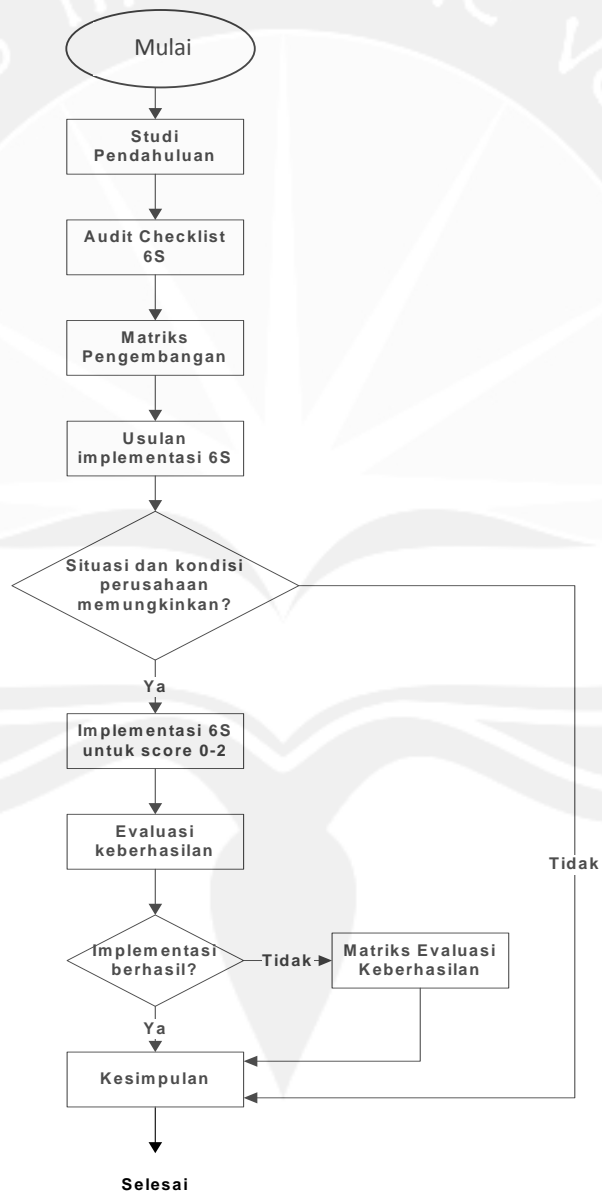 Mulai
Studi
Pendahuluan
Audit Checklist
6S
Matriks
Pengembangan
Usulan
implementasi 6S
Situasi dan kondisi
perusahaan
memungkinkan?
Ya
Implementasi 6S
untuk score 0-2
Evaluasi
keberhasilan
Tidak
Implementasi
berhasil?
Tidak
Matriks Evaluasi
Keberhasilan
Ya
Kesimpulan
Selesai